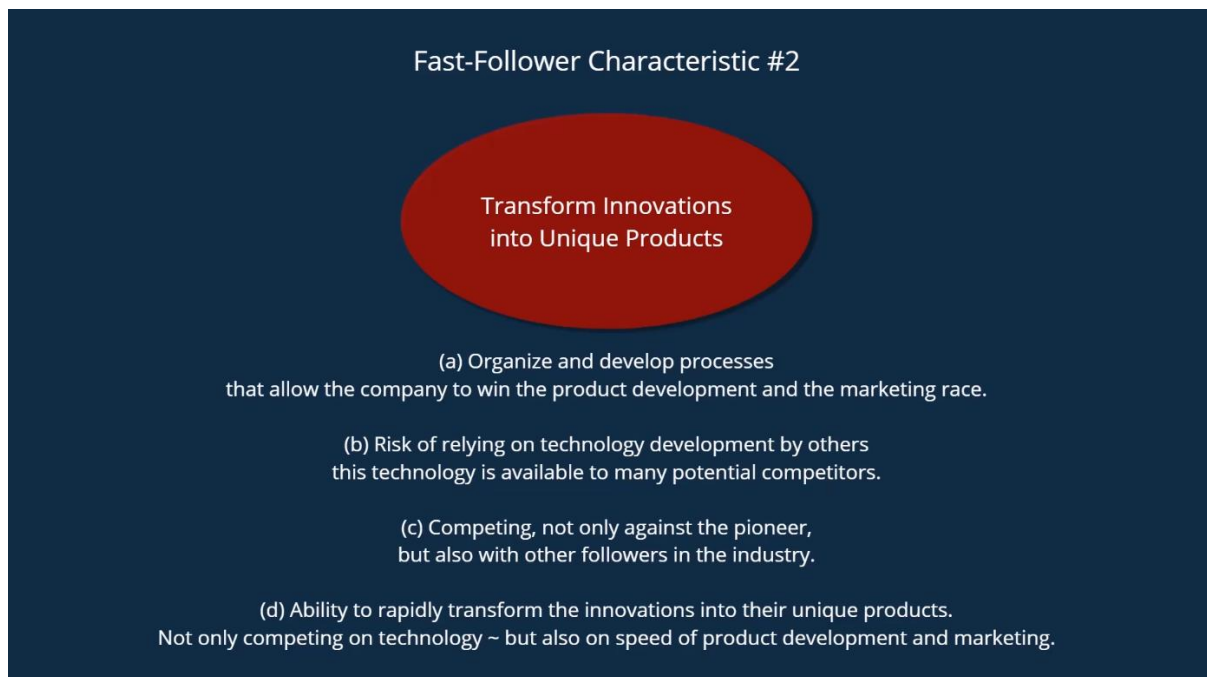 Fast-Follower Characteristic #2
Transform Innovations
into Unique Products
(a) Organize and develop processes
that allow the company to win the product development and the marketing race.
(b) Risk of relying on technology development by others
this technology is available to many potential competitors.
(c) Competing, not only against the pioneer,
but also with other followers in the industry.
(d) Ability to rapidly transform the innovations into their unique products.
Not only competing on technology ~ but also on speed of product development and marketing.